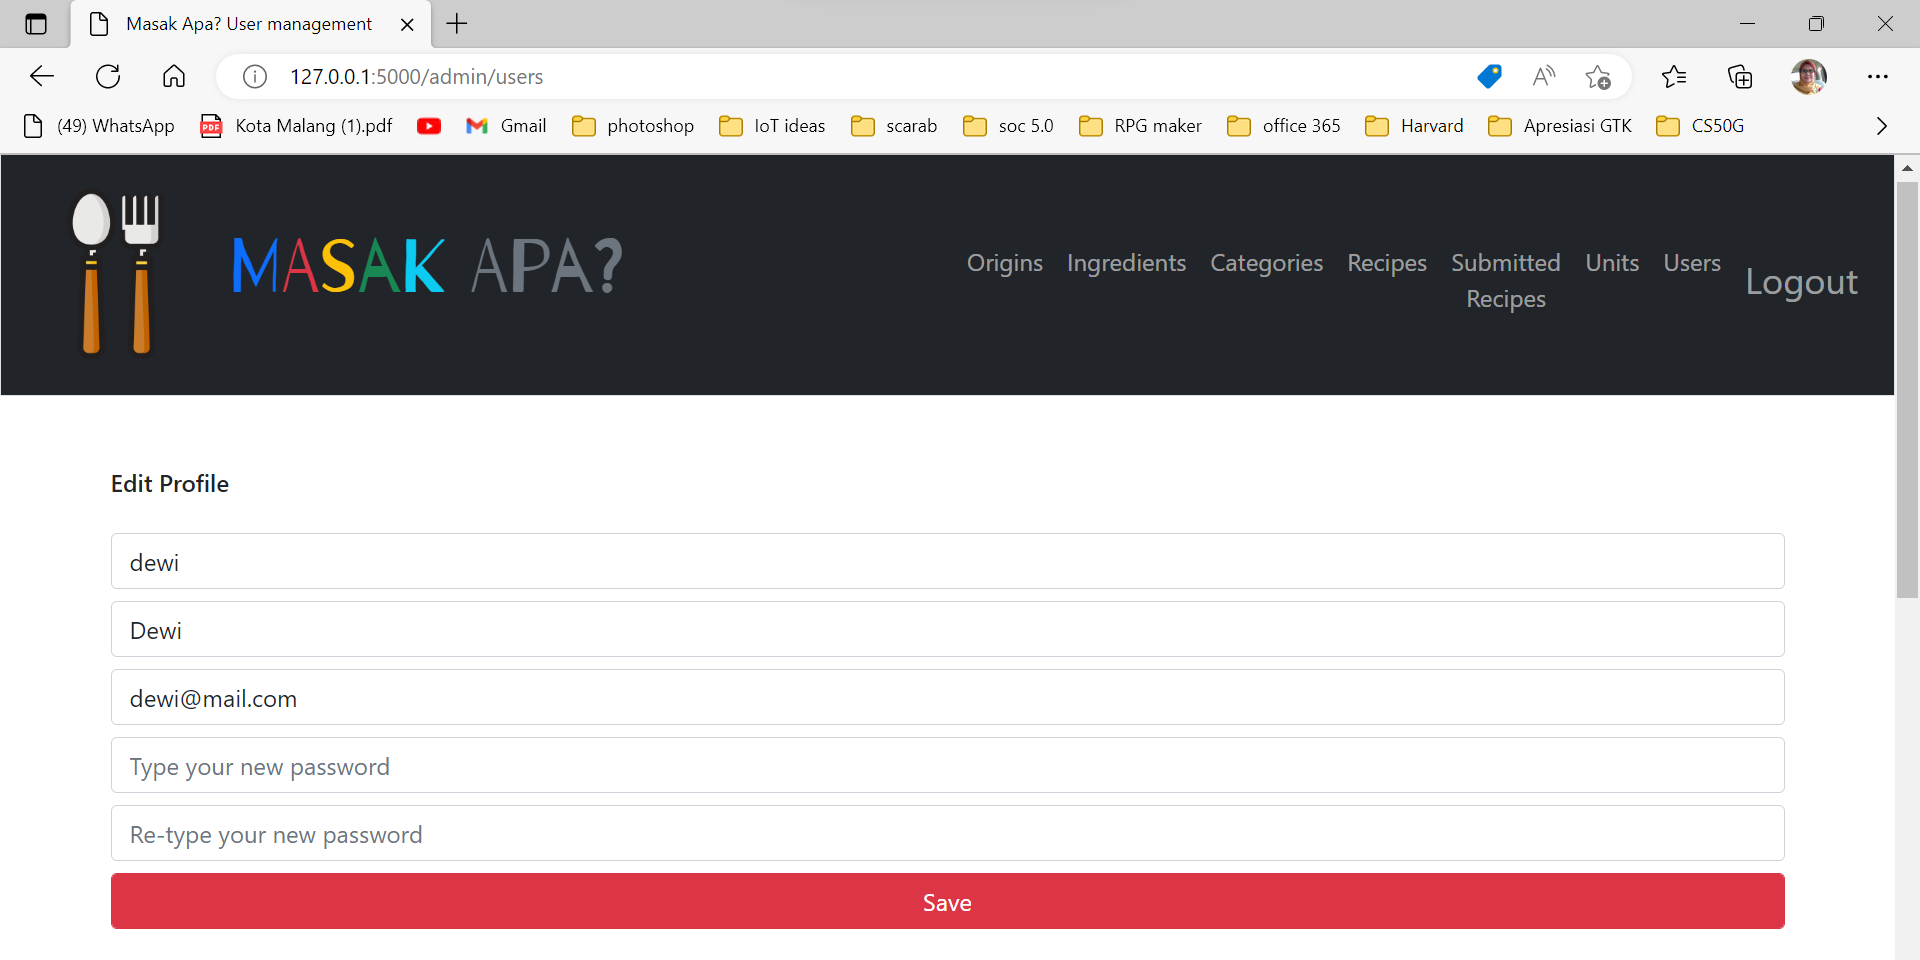 Masak Apa? User management
127.0.0.1:5000/admin/users
(49) WhatsApp
PDF
Kota Malang (1).pdf
Gmail
photoshop
IoT ideas
scarab
soc 5.0
RPG maker
office 365
Harvard
Apresiasi GTK
CS50G
MASAK APA?
Origins
Ingredients
Categories
Recipes
Submitted
Recipes
Units
Users
Logout
Edit Profile
dewi
Dewi
dewi@mail.com
Type your new password
Re-type your new password
Save